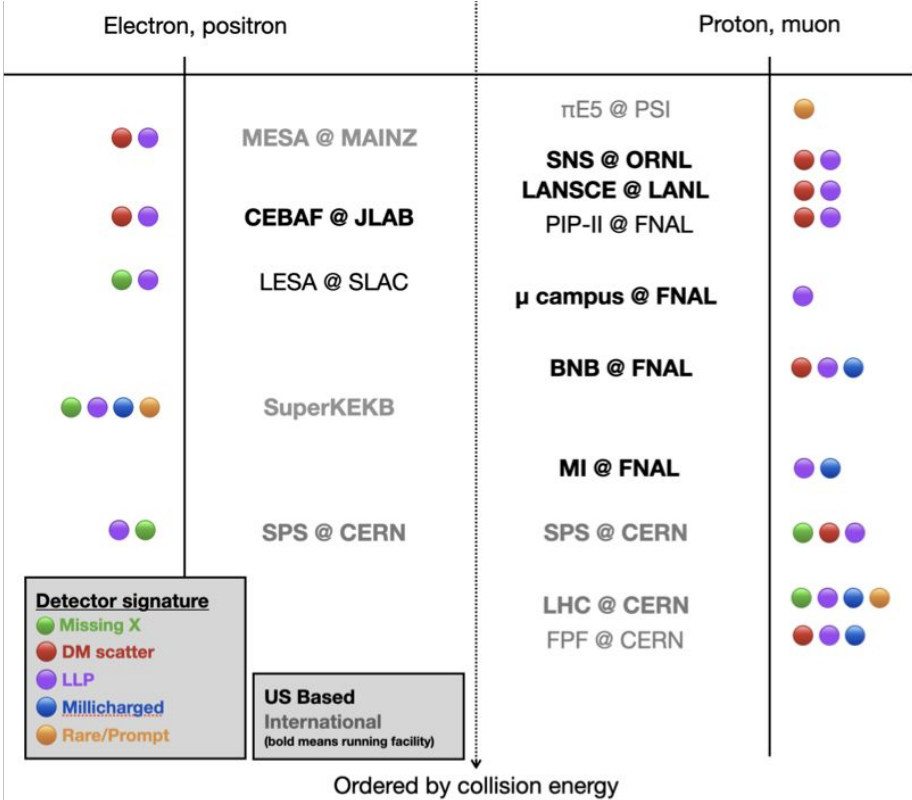 Electron, positron
Proton, muon
πE5 @ PSI
MESA @ MAINZ
SNS @ ORNL
LANSCE @ LANL
CEBAF @ JLAB
PIP-II @ FNAL
LESA @ SLAC
μ campus @ FNAL
BNB @ FNAL
SuperKEKB
MI @ FNAL
SPS @ CERN
SPS @ CERN
LHC @ CERN
FPF @ CERN
Detector signature
Missing X
DM scatter
LLP
Millicharged
Rare/Prompt
US Based
International
(bold means running facility)
Ordered by collision energy